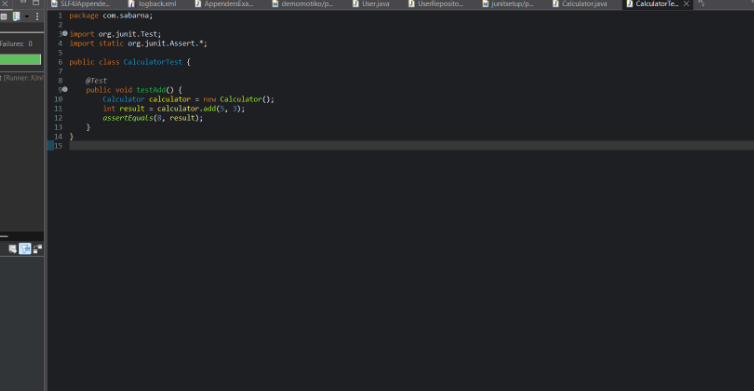 SLF4JAppende...
logback.xml
AppendersExa...
demomotiko/p...
User.java
UserReposito...
junitsetup/p...
Calculator.java
CalculatorTe...
Failures: 0
[Runner: JUni
1 package com.sabarna;
2
3 import org.junit.Test;
4 import static org.junit.Assert.*;
5
6 public class CalculatorTest {
7
8 @Test
9 public void testAdd() {
10 Calculator calculator = new Calculator();
11 int result = calculator.add(5, 3);
12 assertEquals(8, result);
13 }
14 }
15